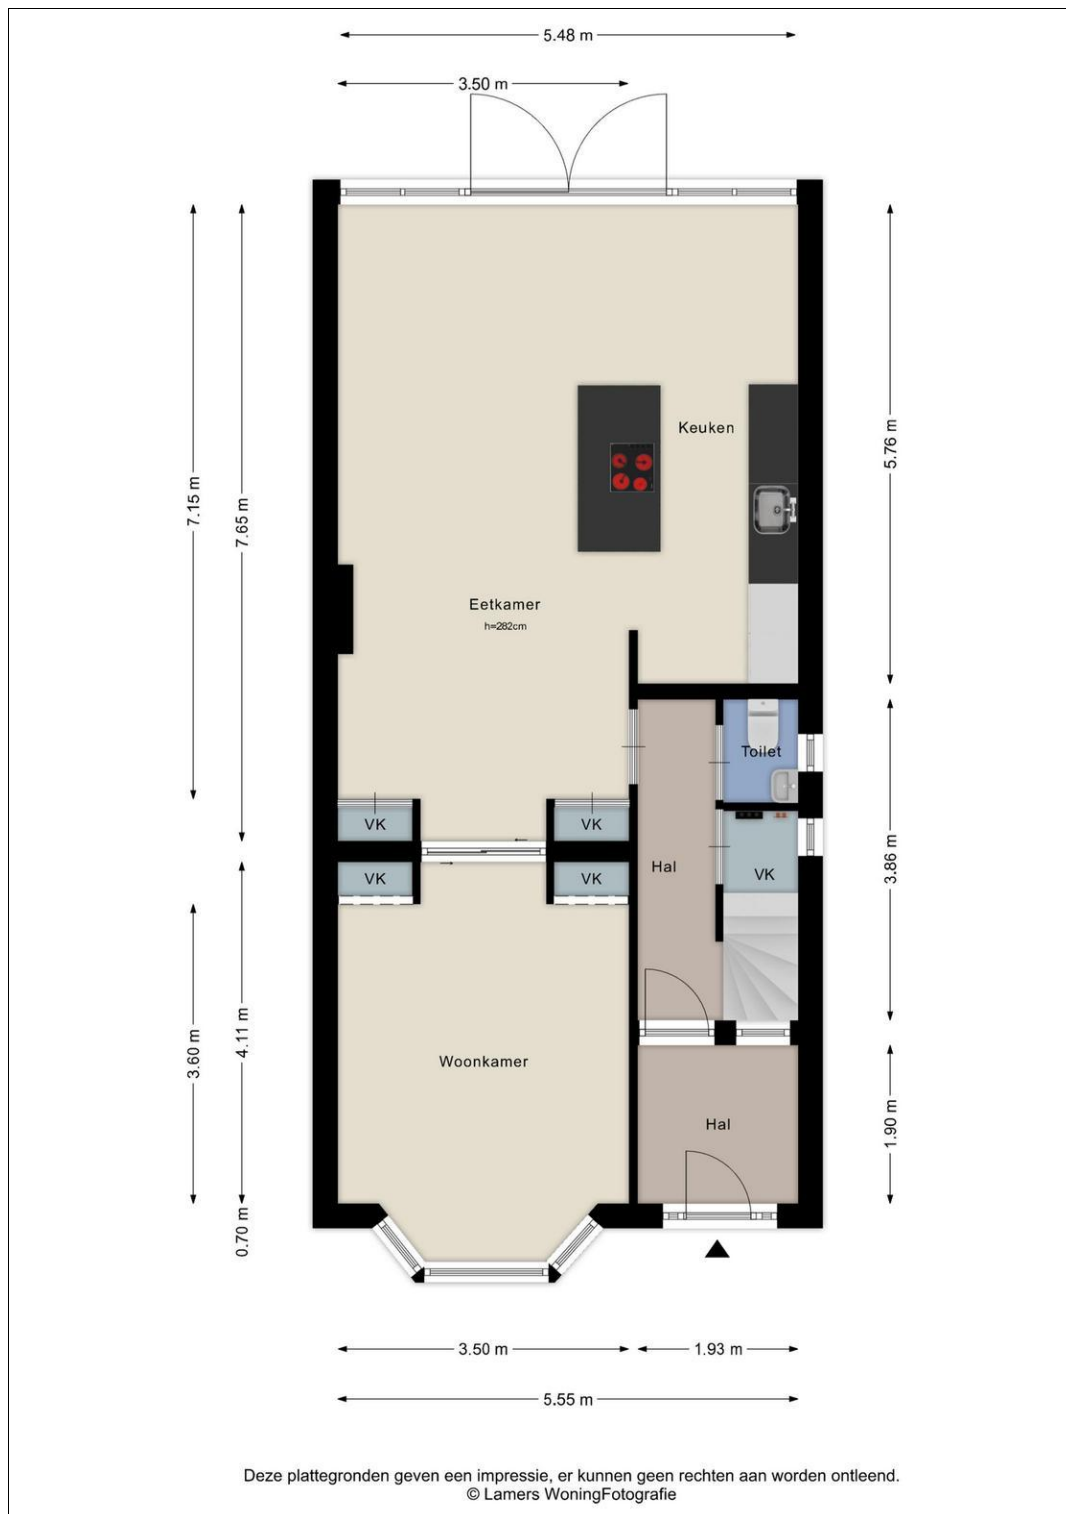 5.48 m
3.50 m
7.15 m
7.65 m
5.76 m
Keuken
Eetkamer
h=282cm
Toilet
VK
VK
Hal
VK
VK
VK
3.86 m
3.60 m
4.11 m
Woonkamer
Hal
1.90 m
0.70 m
3.50 m
1.93 m
5.55 m
Deze plattegronden geven een impressie, er kunnen geen rechten aan worden ontleend.
© Lamers WoningFotografie